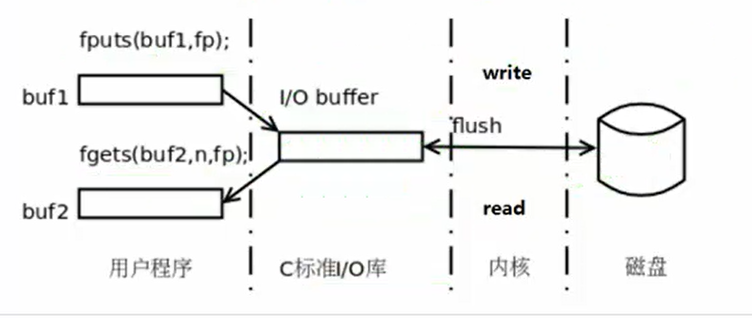 fputs(buf1,fp);
write
buf1
I/O buffer
flush
fgets(buf2,n,fp);
buf2
read
用户程序
C标准I/O库
内核
磁盘